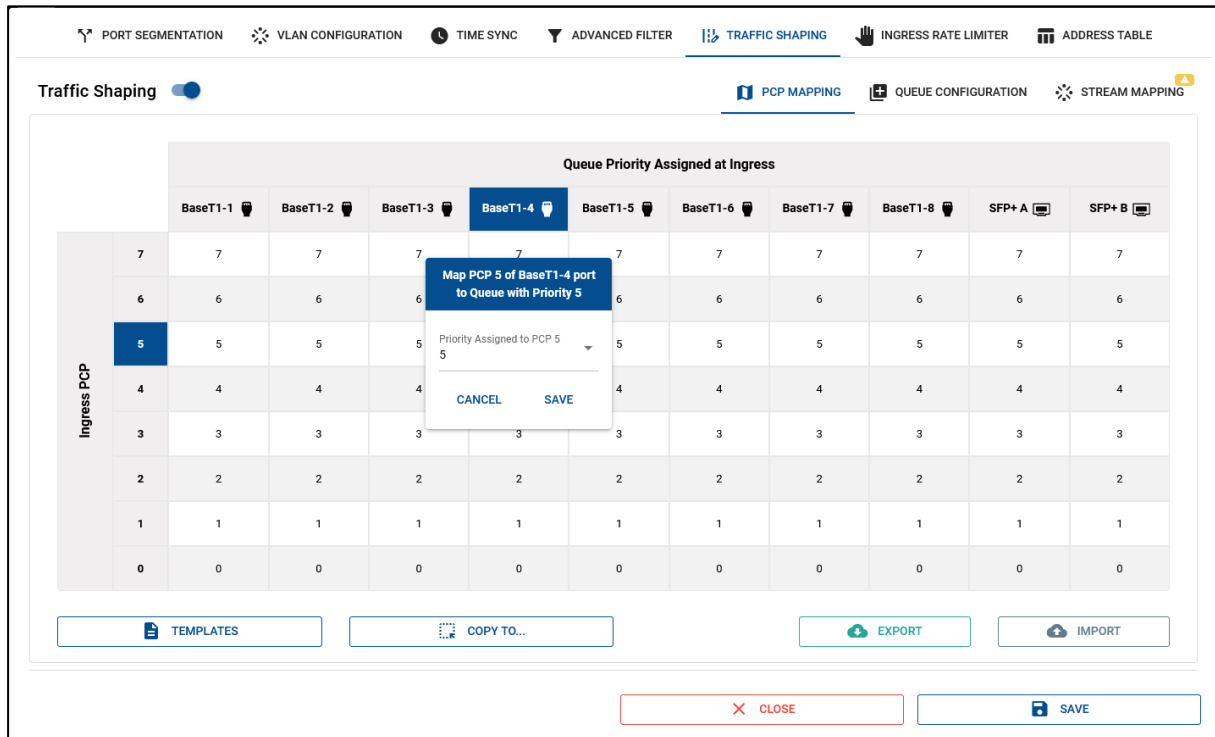 PORT SEGMENTATION VLAN CONFIGURATION TIME SYNC ADVANCED FILTER TRAFFIC SHAPING INGRESS RATE LIMITER ADDRESS TABLE
Traffic Shaping PCP MAPPING QUEUE CONFIGURATION STREAM MAPPING
Queue Priority Assigned at Ingress
BaseT1-1 BaseT1-2 BaseT1-3 BaseT1-4 BaseT1-5 BaseT1-6 BaseT1-7 BaseT1-8 SFP+ A SFP+ B
Ingress PCP
7 7 7 7 7 7 7 7 7 7 7
Map PCP 5 of BaseT1-4 port
to Queue with Priority 5
6 6 6 6 6 6 6 6 6 6
5 5 5 5 5 5 5 5 5 5
Priority Assigned to PCP 5
5
4 4 4 4 4 4 4 4 4 4
CANCEL SAVE
3 3 3 3 3 3 3 3 3 3 3
2 2 2 2 2 2 2 2 2 2 2
1 1 1 1 1 1 1 1 1 1 1
0 0 0 0 0 0 0 0 0 0 0
TEMPLATES COPY TO... EXPORT IMPORT
CLOSE SAVE